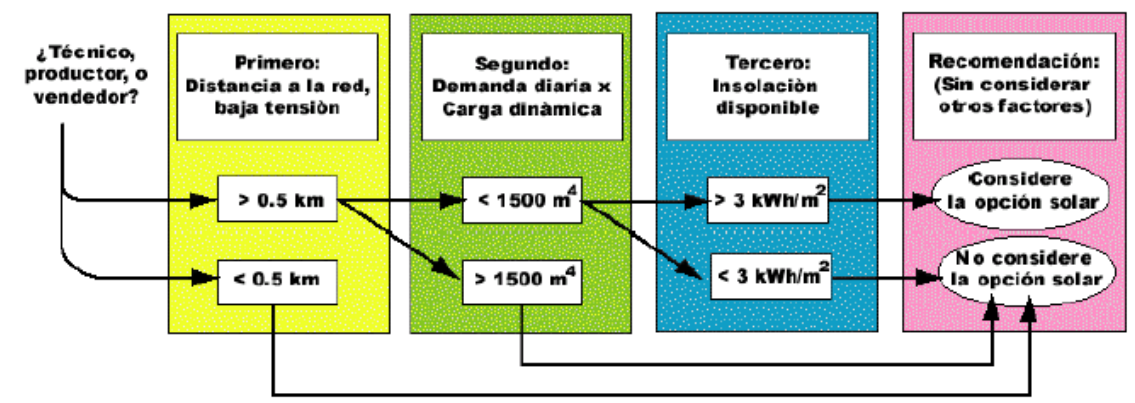 ¿Técnico,
productor, o
vendedor?
Primero:
Distancia a la red,
baja tensiòn
> 0.5 km
< 0.5 km
Segundo:
Demanda diaría x
Carga dinàmica
< 1500 m⁴
> 1500 m⁴
Tercero:
Insolaciòn
disponible
> 3 kWh/m²
< 3 kWh/m²
Recomendación:
(Sin considerar
otros factores)
Considere
la opción solar
No considere
la opción solar